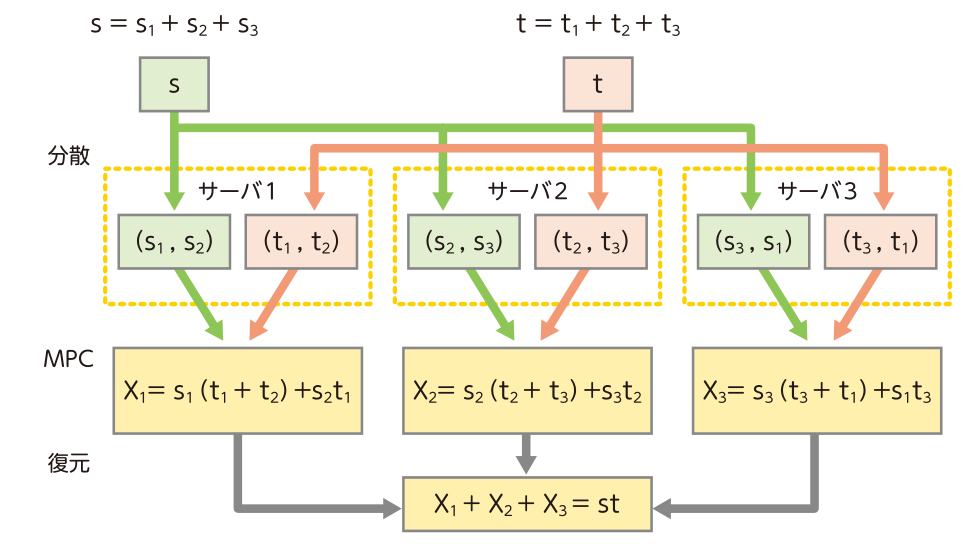 s = s₁ + s₂ + s₃
t = t₁ + t₂ + t₃
s
t
分散
サーバ1
サーバ2
サーバ3
(s₁ , s₂)
(t₁ , t₂)
(s₂ , s₃)
(t₂ , t₃)
(s₃ , s₁)
(t₃ , t₁)
MPC
X₁= s₁ (t₁ + t₂) +s₂t₁
X₂= s₂ (t₂ + t₃) +s₃t₂
X₃= s₃ (t₃ + t₁) +s₁t₃
復元
X₁ + X₂ + X₃ = st